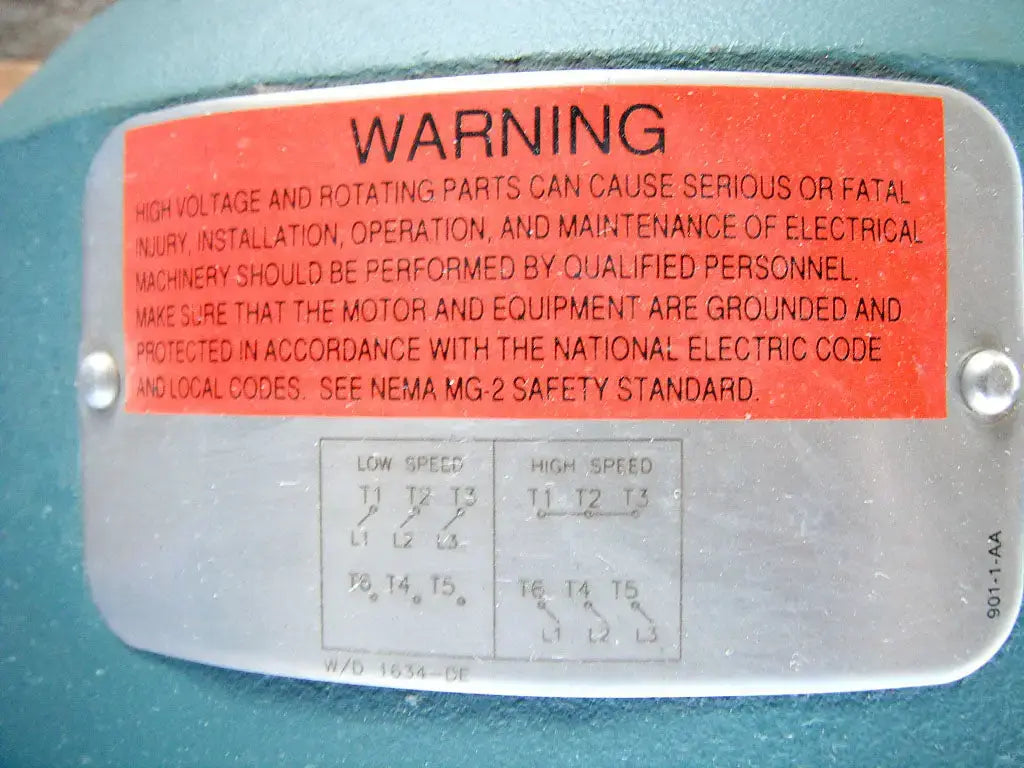 WARNING
HIGH VOLTAGE AND ROTATING PARTS CAN CAUSE SERIOUS OR FATAL
INJURY, INSTALLATION, OPERATION, AND MAINTENANCE OF ELECTRICAL
MACHINERY SHOULD BE PERFORMED BY QUALIFIED PERSONNEL.
MAKE SURE THAT THE MOTOR AND EQUIPMENT ARE GROUNDED AND
PROTECTED IN ACCORDANCE WITH THE NATIONAL ELECTRIC CODE
AND LOCAL CODES. SEE NEMA MG-2 SAFETY STANDARD.
LOW SPEED
T1 T2 T3
L1 L2 L3
T6 T4 T5
HIGH SPEED
T1 T2 T3
T6 T4 T5
L1 L2 L3
W/D 1634-DE
901-1-AA